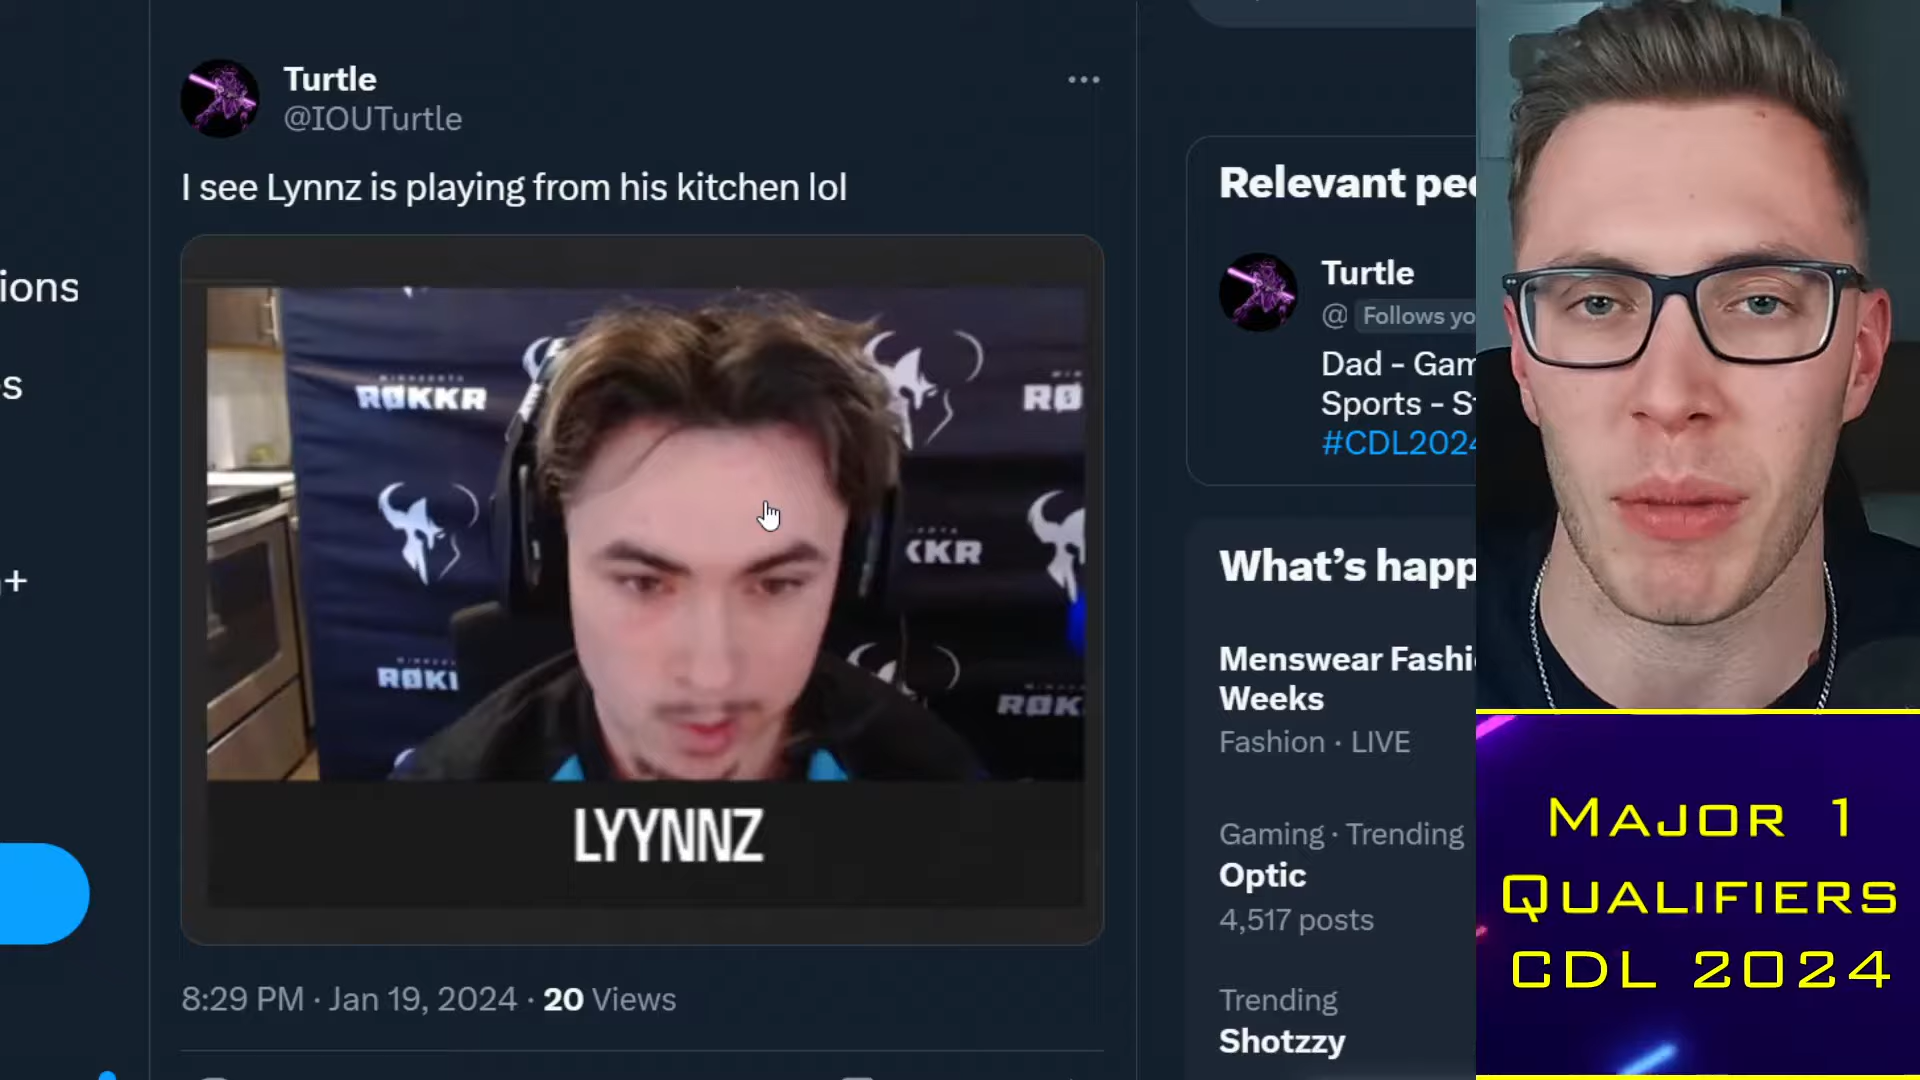 Turtle
@IOUTurtle
I see Lynnz is playing from his kitchen lol
RØKKR
RØ
KKR
RØKI
RØK
LYYNNZ
8:29 PM · Jan 19, 2024 · 20 Views
ions
s
+
Relevant pe
Turtle
@ Follows yo
Dad - Gam
Sports - S
#CDL2024
What's happ
Menswear Fashi
Weeks
Fashion · LIVE
Gaming · Trending
Optic
4,517 posts
Trending
Shotzzy
MAJOR 1
QUALIFIERS
CDL 2024